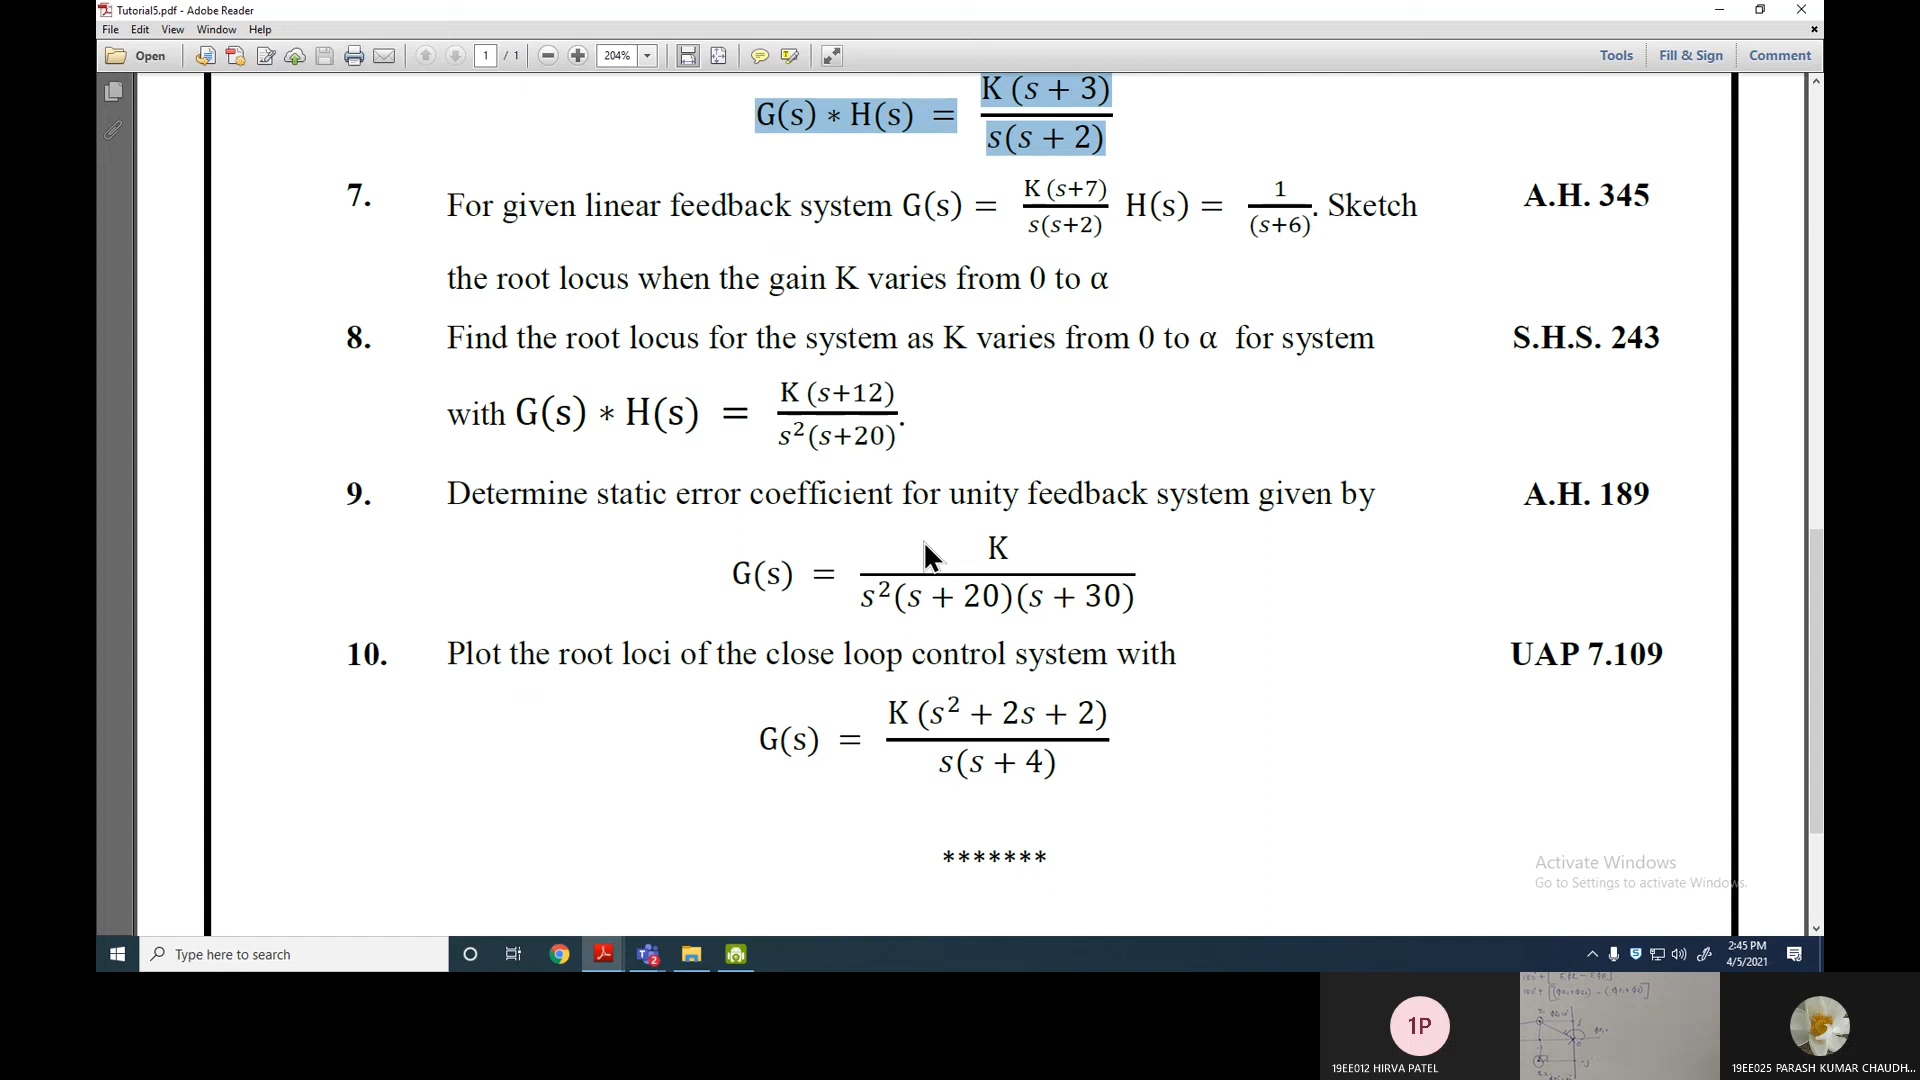 Tutorial5.pdf - Adobe Reader
File Edit View Window Help
Open 1 / 1 204% Tools Fill & Sign Comment
G(s) ∗ H(s) = K (s + 3) / s(s + 2)
7. For given linear feedback system G(s) = K (s+7) / s(s+2) H(s) = 1 / (s+6). Sketch A.H. 345
the root locus when the gain K varies from 0 to α
8. Find the root locus for the system as K varies from 0 to α for system S.H.S. 243
with G(s) ∗ H(s) = K (s+12) / s²(s+20).
9. Determine static error coefficient for unity feedback system given by A.H. 189
G(s) = K / s²(s + 20)(s + 30)
10. Plot the root loci of the close loop control system with UAP 7.109
G(s) = K (s² + 2s + 2) / s(s + 4)
*******
Activate Windows
Go to Settings to activate Windows.
Type here to search
2
2:45 PM
4/5/2021
1P
19EE012 HIRVA PATEL
19EE025 PARASH KUMAR CHAUDH...